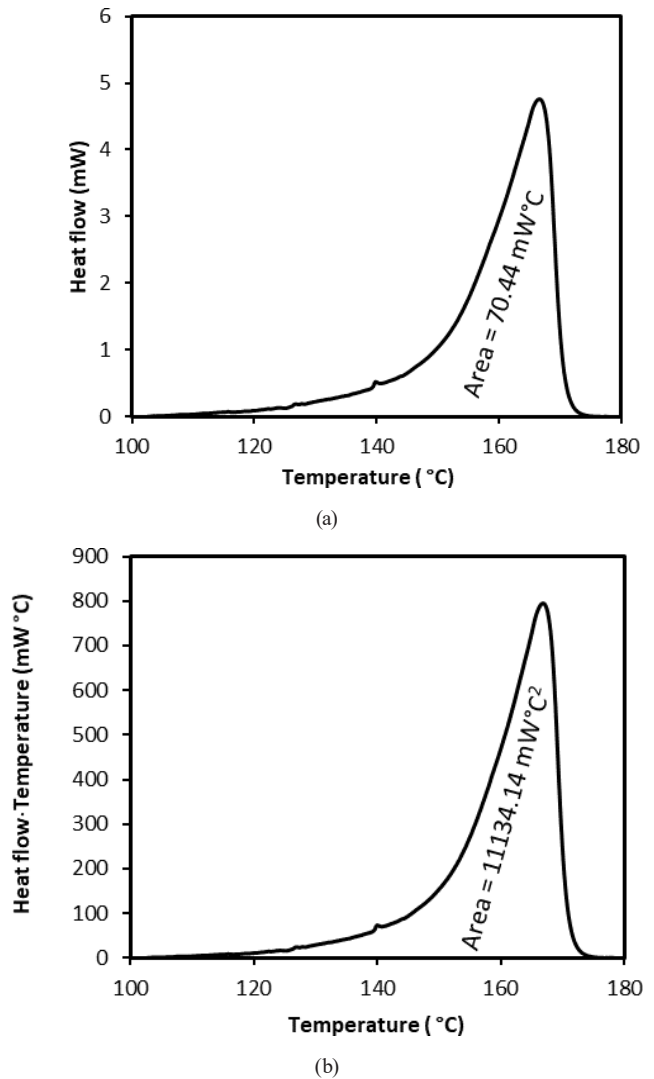 6
5
4
3
2
1
0
Heat flow (mW)
Area = 70.44 mW°C
100 120 140 160 180
Temperature ( °C)
(a)
900
800
700
600
500
400
300
200
100
0
Heat flow·Temperature (mW °C)
Area = 11134.14 mW°C²
100 120 140 160 180
Temperature ( °C)
(b)